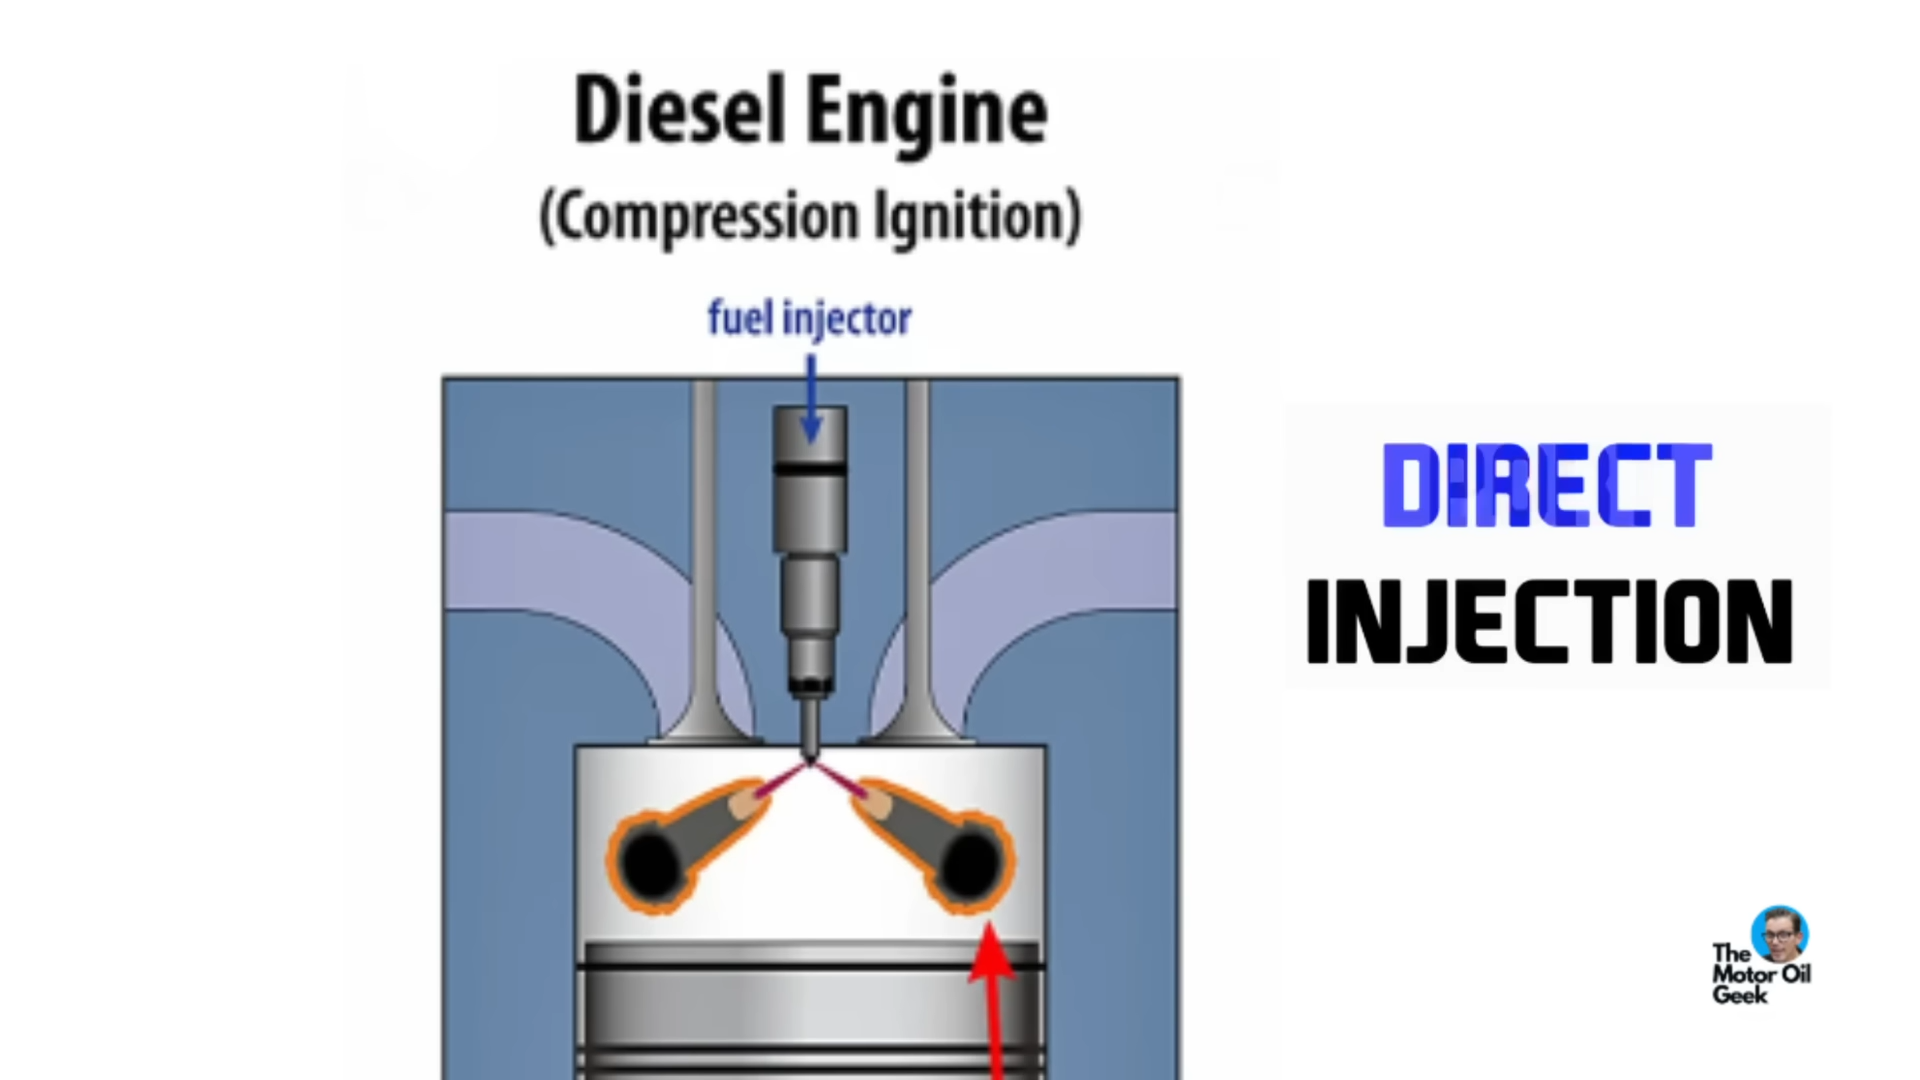 Diesel Engine
(Compression Ignition)
fuel injector
DIRECT
INJECTION
The
Motor Oil
Geek